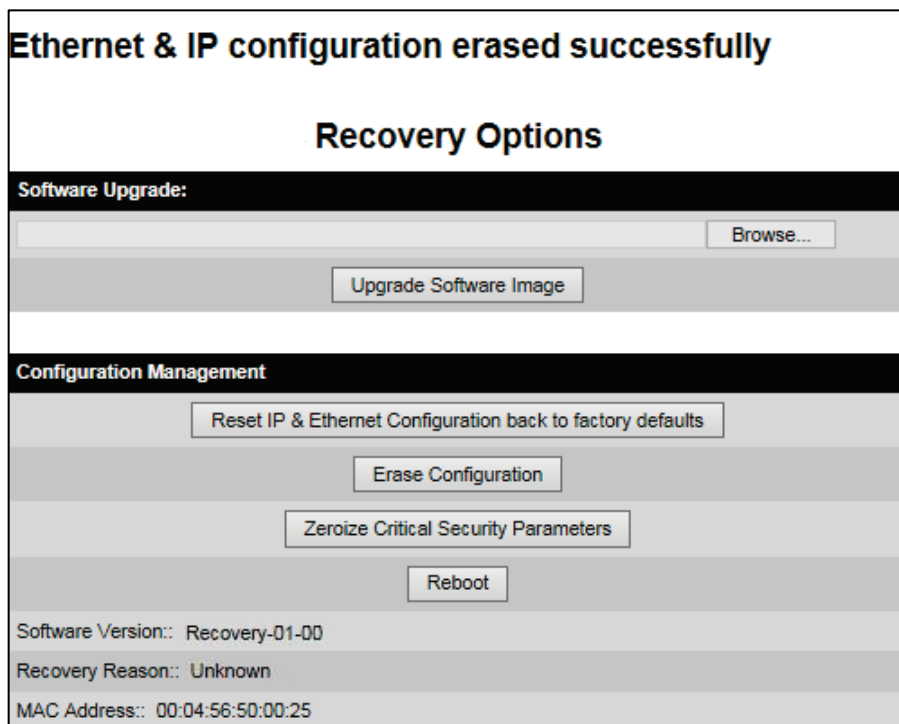 Ethernet & IP configuration erased successfully
Recovery Options
Software Upgrade:
Browse...
Upgrade Software Image
Configuration Management
Reset IP & Ethernet Configuration back to factory defaults
Erase Configuration
Zeroize Critical Security Parameters
Reboot
Software Version:: Recovery-01-00
Recovery Reason:: Unknown
MAC Address:: 00:04:56:50:00:25